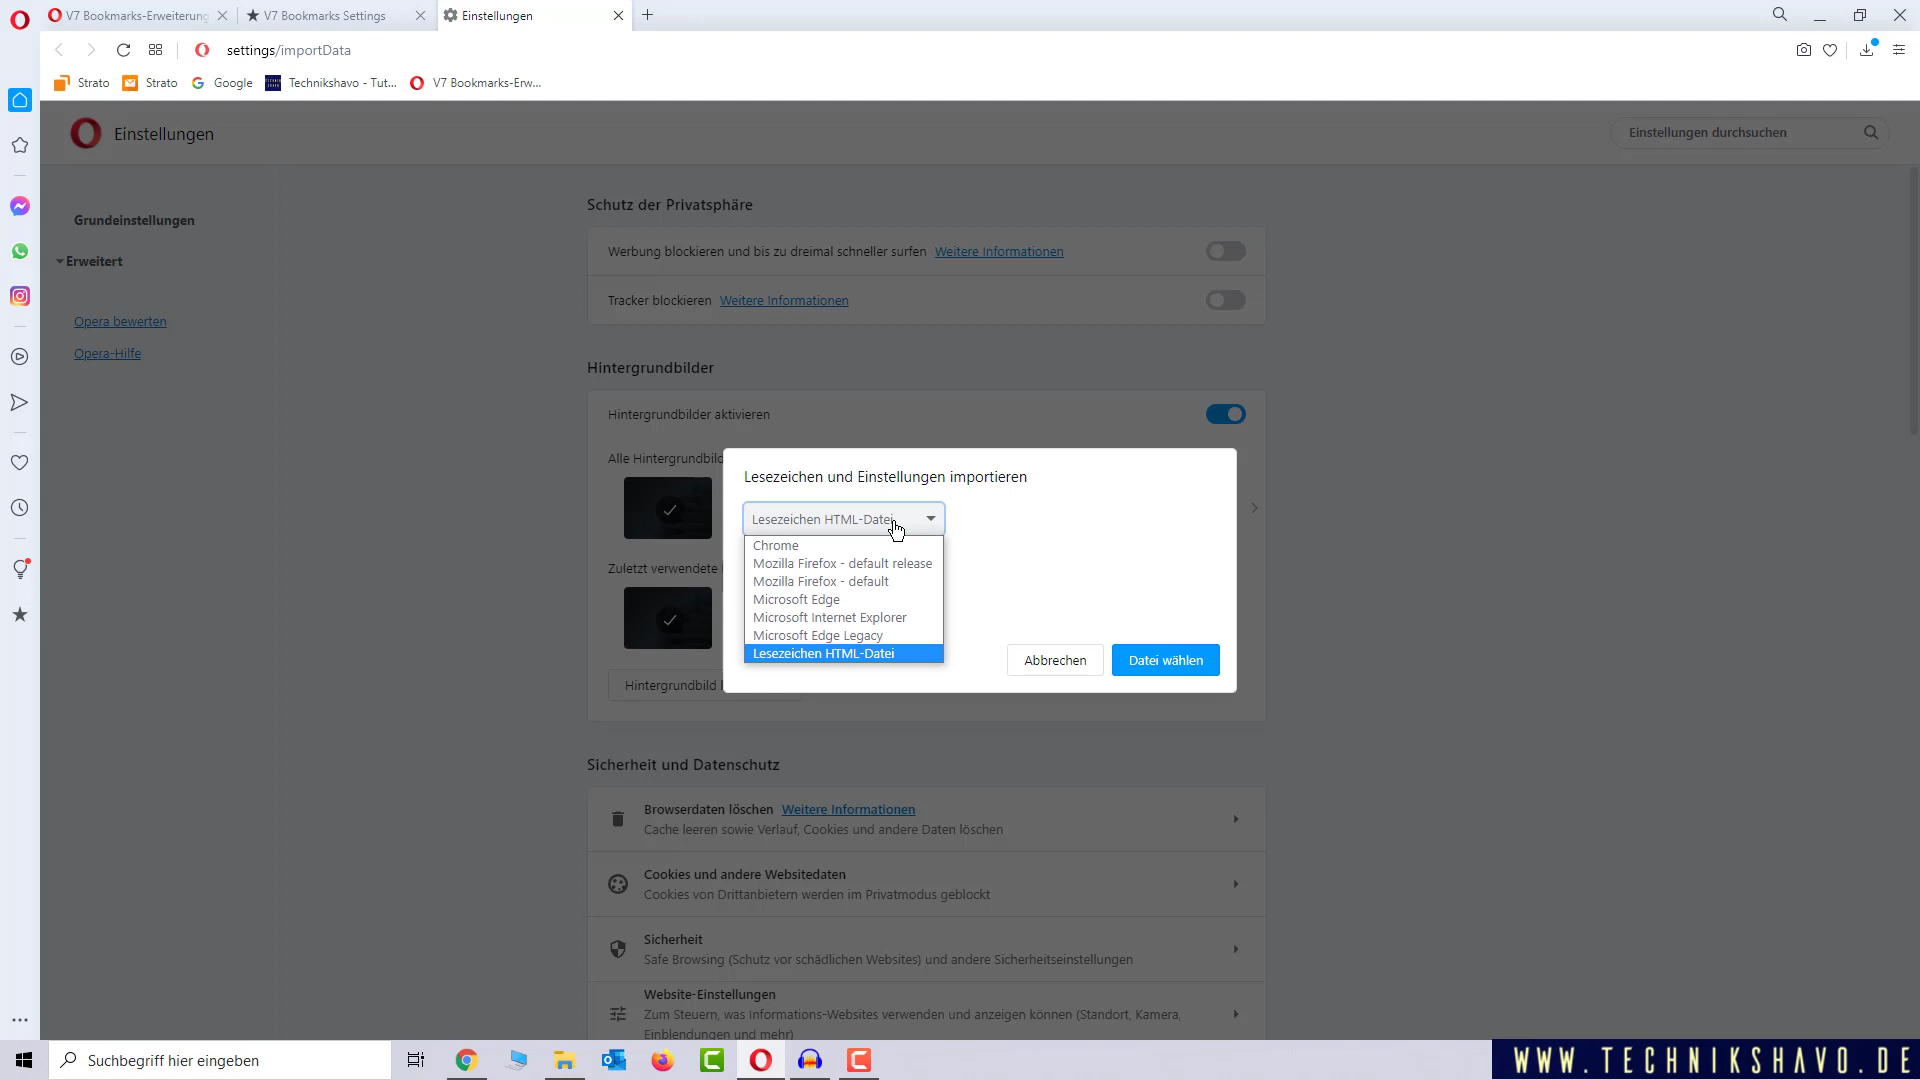 V7 Bookmarks-Erweiterung
V7 Bookmarks Settings
Einstellungen
settings/importData
Strato
Strato
Google
Technikshavo - Tut...
V7 Bookmarks-Erw...
Einstellungen
Einstellungen durchsuchen
Grundeinstellungen
Erweitert
Opera bewerten
Opera-Hilfe
Schutz der Privatsphäre
Werbung blockieren und bis zu dreimal schneller surfen Weitere Informationen
Tracker blockieren Weitere Informationen
Hintergrundbilder
Hintergrundbilder aktivieren
Alle Hintergrundbild
Zuletzt verwendete
Hintergrundbild
Lesezeichen und Einstellungen importieren
Lesezeichen HTML-Datei
Chrome
Mozilla Firefox - default release
Mozilla Firefox - default
Microsoft Edge
Microsoft Internet Explorer
Microsoft Edge Legacy
Lesezeichen HTML-Datei
Abbrechen
Datei wählen
Sicherheit und Datenschutz
Browserdaten löschen Weitere Informationen
Cache leeren sowie Verlauf, Cookies und andere Daten löschen
Cookies und andere Websitedaten
Cookies von Drittanbietern werden im Privatmodus geblockt
Sicherheit
Safe Browsing (Schutz vor schädlichen Websites) und andere Sicherheitseinstellungen
Website-Einstellungen
Zum Steuern, was Informations-Websites verwenden und anzeigen können (Standort, Kamera,
Einblendungen und mehr)
Suchbegriff hier eingeben
WWW.TECHNIKSHAVO.DE